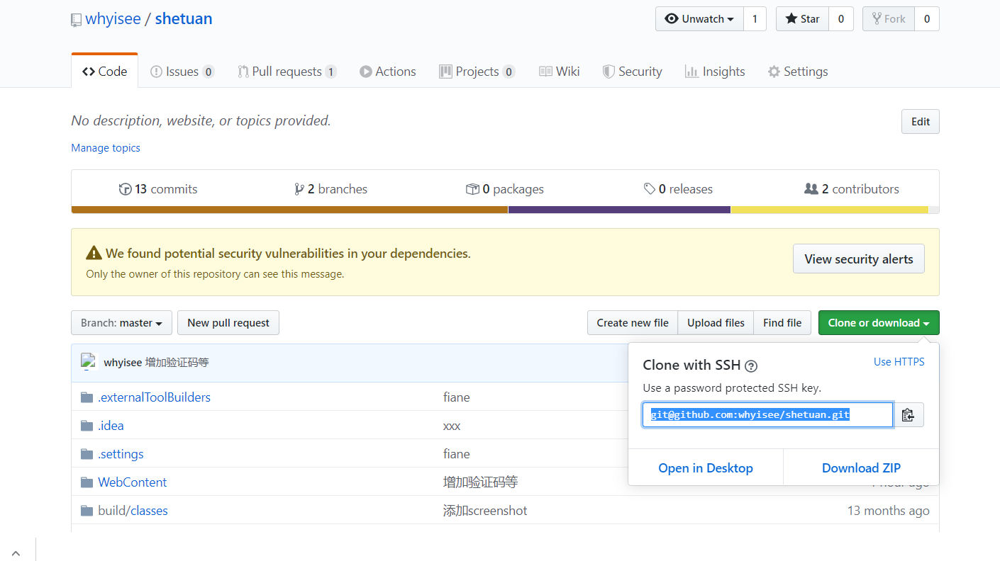 whyisee / shetuan
Unwatch 1 Star 0 Fork 0
Code Issues 0 Pull requests 1 Actions Projects 0 Wiki Security Insights Settings
No description, website, or topics provided.
Edit
Manage topics
13 commits 2 branches 0 packages 0 releases 2 contributors
We found potential security vulnerabilities in your dependencies.
Only the owner of this repository can see this message.
View security alerts
Branch: master New pull request Create new file Upload files Find file Clone or download
whyisee 增加验证码等
Clone with SSH Use HTTPS
Use a password protected SSH key.
git@github.com:whyisee/shetuan.git
Open in Desktop Download ZIP
.externalToolBuilders fiane
.idea xxx
.settings fiane
WebContent 增加验证码等 1 hour ago
build/classes 添加screenshot 13 months ago